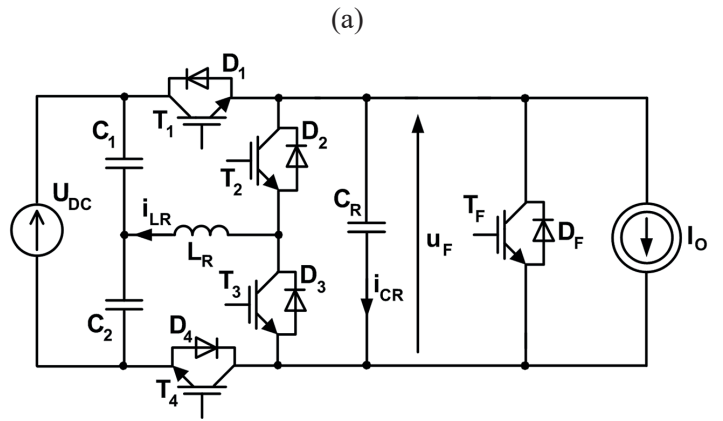 (a)
D1
C1
T1
D2
UDC
T2
CR
TF
iLR
uF
DF
IO
LR
T3
D3
iCR
C2
D4
T4